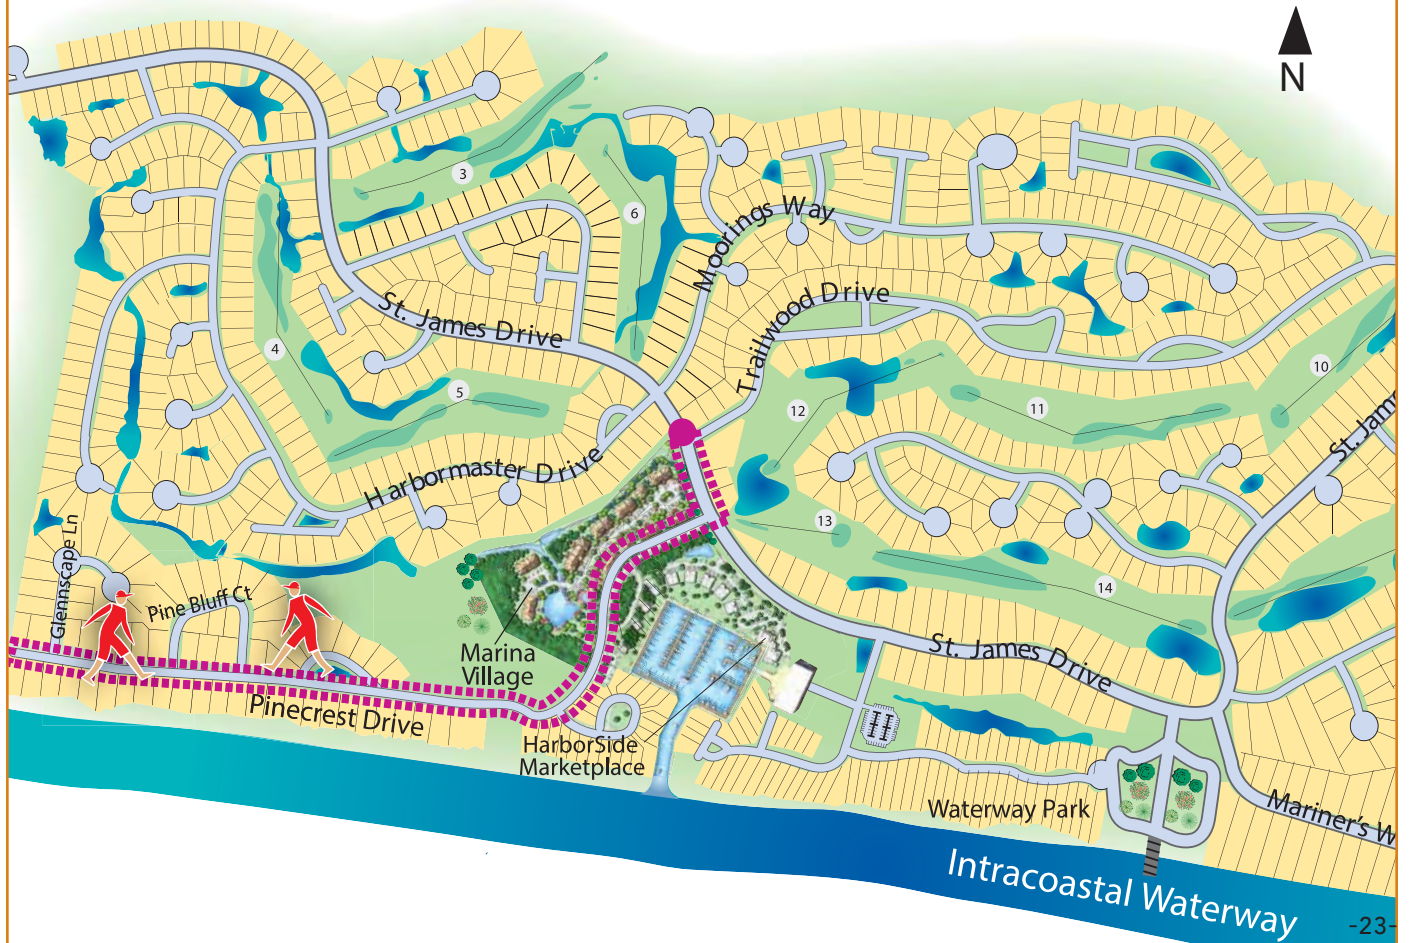 N
3
6
Moorings Way
Trailwood Drive
St. James Drive
4
5
10
12
11
St. Jam
Harbormaster Drive
13
14
Glennscape Ln
Pine Bluff Ct
Marina
Village
St. James Drive
Pinecrest Drive
HarborSide
Marketplace
Waterway Park
Mariner's W
Intracoastal Waterway
-23-